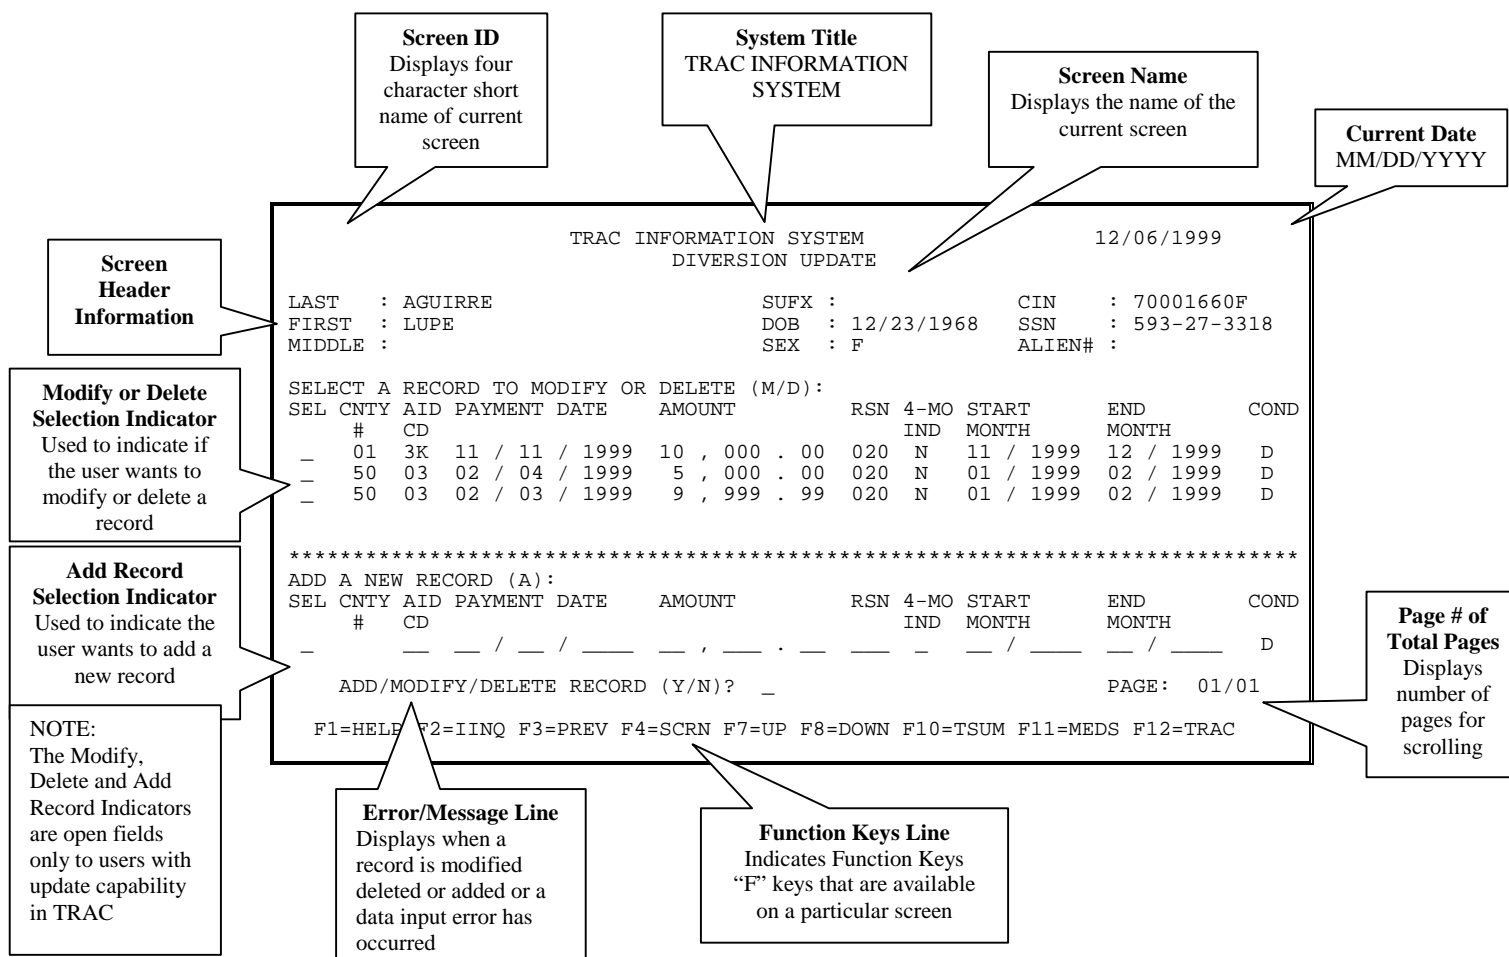 Screen ID
Displays four
character short
name of current
screen
System Title
TRAC INFORMATION
SYSTEM
Screen Name
Displays the name of the
current screen
Current Date
MM/DD/YYYY
Screen
Header
Information
TRAC INFORMATION SYSTEM 12/06/1999
DIVERSION UPDATE
LAST : AGUIRRE SUFX : CIN : 70001660F
FIRST : LUPE DOB : 12/23/1968 SSN : 593-27-3318
MIDDLE : SEX : F ALIEN# :
Modify or Delete
Selection Indicator
Used to indicate if
the user wants to
modify or delete a
record
SELECT A RECORD TO MODIFY OR DELETE (M/D):
SEL CNTY AID PAYMENT DATE AMOUNT RSN 4-MO START END COND
# CD IND MONTH MONTH
_ 01 3K 11 / 11 / 1999 10 , 000 . 00 020 N 11 / 1999 12 / 1999 D
_ 50 03 02 / 04 / 1999 5 , 000 . 00 020 N 01 / 1999 02 / 1999 D
_ 50 03 02 / 03 / 1999 9 , 999 . 99 020 N 01 / 1999 02 / 1999 D
*******************************************************************************
Add Record
Selection Indicator
Used to indicate the
user wants to add a
new record
ADD A NEW RECORD (A):
SEL CNTY AID PAYMENT DATE AMOUNT RSN 4-MO START END COND
# CD IND MONTH MONTH
_ __ __ / __ / ____ __ , ___ . __ ___ _ __ / ____ __ / ____ D
ADD/MODIFY/DELETE RECORD (Y/N)? _ PAGE: 01/01
F1=HELP F2=IINQ F3=PREV F4=SCRN F7=UP F8=DOWN F10=TSUM F11=MEDS F12=TRAC
Page # of
Total Pages
Displays
number of
pages for
scrolling
NOTE:
The Modify,
Delete and Add
Record Indicators
are open fields
only to users with
update capability
in TRAC
Error/Message Line
Displays when a
record is modified
deleted or added or a
data input error has
occurred
Function Keys Line
Indicates Function Keys
“F” keys that are available
on a particular screen